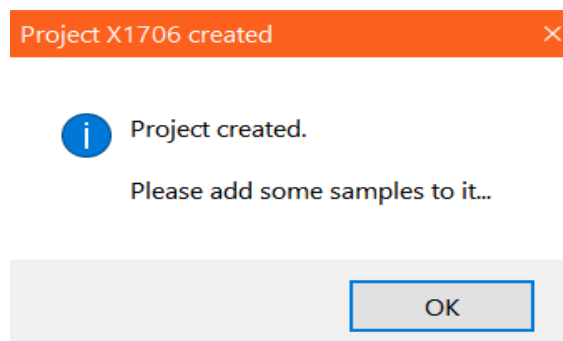 Project X1706 created
Project created.
Please add some samples to it...
OK